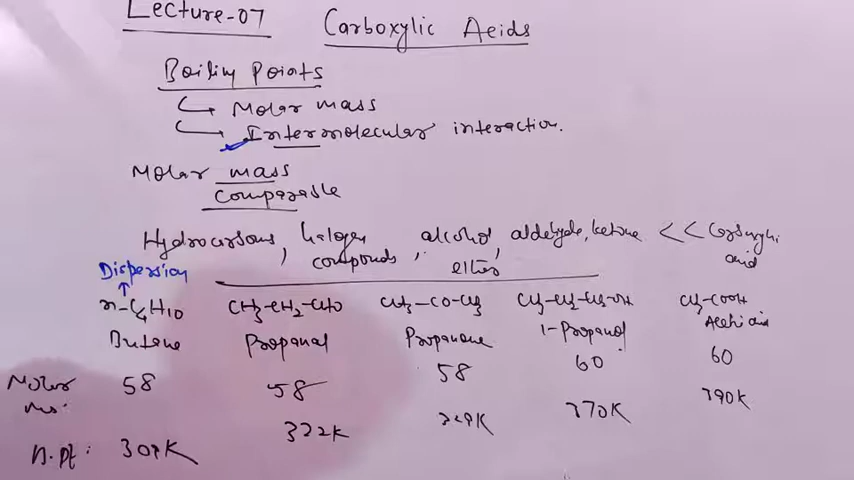 Lecture-07 Carboxylic Acids
Boiling Points
Molar mass
Intermolecular interaction.
Molar mass
Comparable
Hydrocarbons, halogen compounds, alcohol, ether aldehyde, ketone << Carboxylic acid
Dispersion
n-C4H10 CH3-CH2-CHO CH3-CO-CH3 CH3-CH2-CH2-OH CH3-COOH
Butane Propanal Propanone 1-Propanol Acetic acid
Molar 58 58 58 60 60
B.pt: 309K 322K 329K 370K 390K